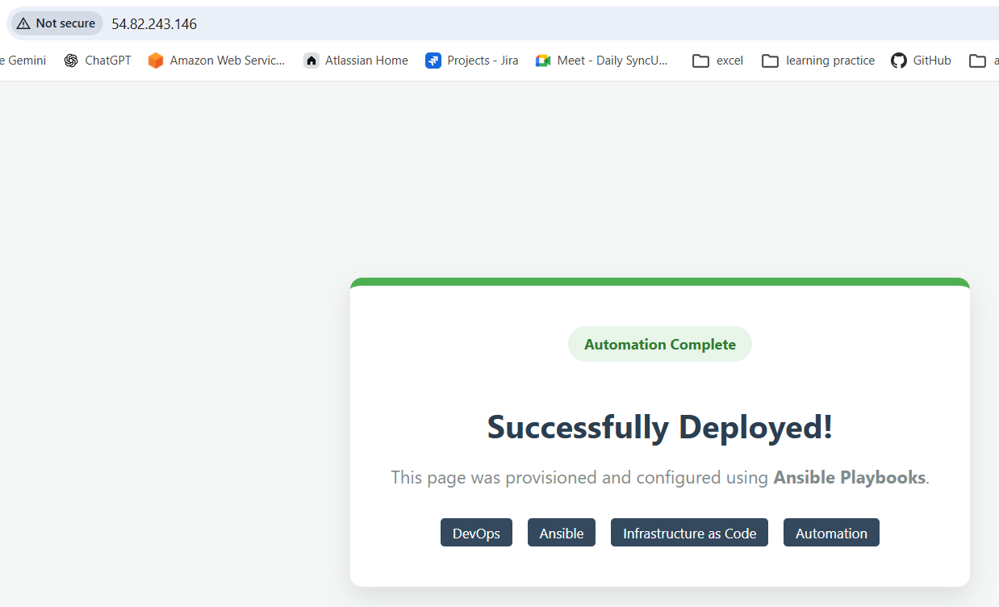 Not secure 54.82.243.146
e Gemini ChatGPT Amazon Web Servic... Atlassian Home Projects - Jira Meet - Daily SyncU... excel learning practice GitHub a
Automation Complete
Successfully Deployed!
This page was provisioned and configured using Ansible Playbooks.
DevOps Ansible Infrastructure as Code Automation